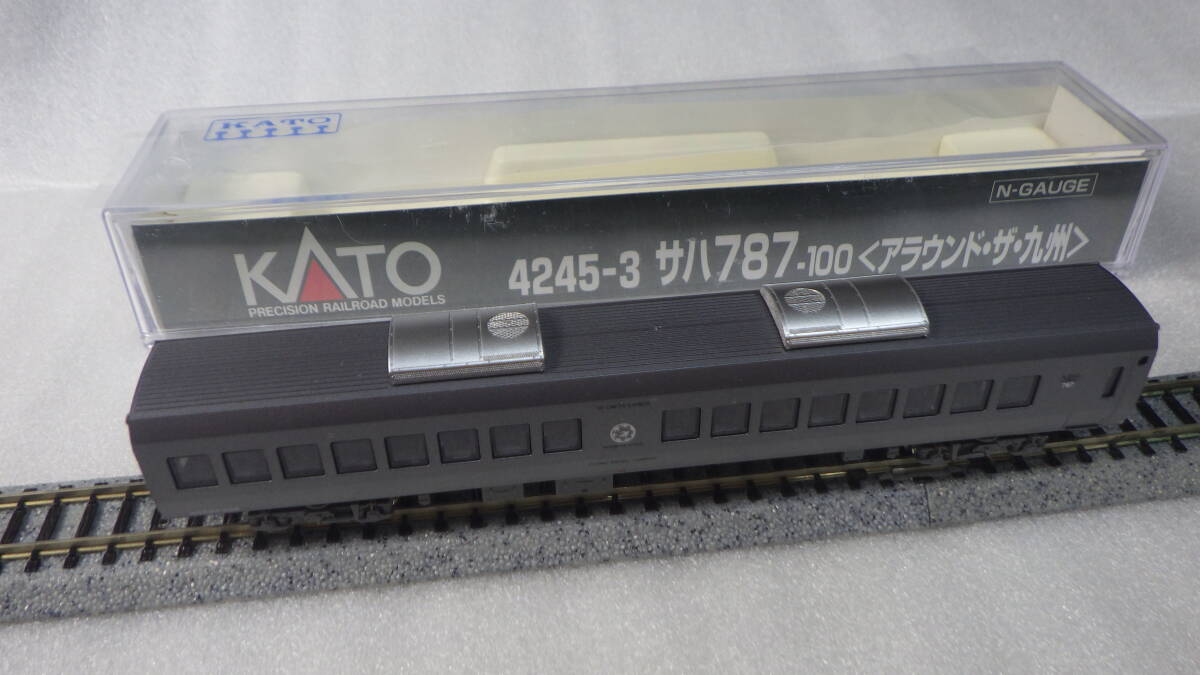 KATO
N-GAUGE
KATO
PRECISION RAILROAD MODELS
4245-3 サハ787-100<アラウンド・ザ・九州>